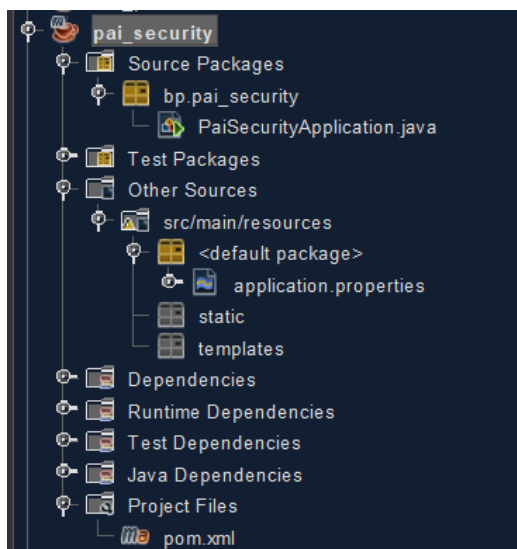 pai_security
Source Packages
bp.pai_security
PaiSecurityApplication.java
Test Packages
Other Sources
src/main/resources
<default package>
application.properties
static
templates
Dependencies
Runtime Dependencies
Test Dependencies
Java Dependencies
Project Files
pom.xml